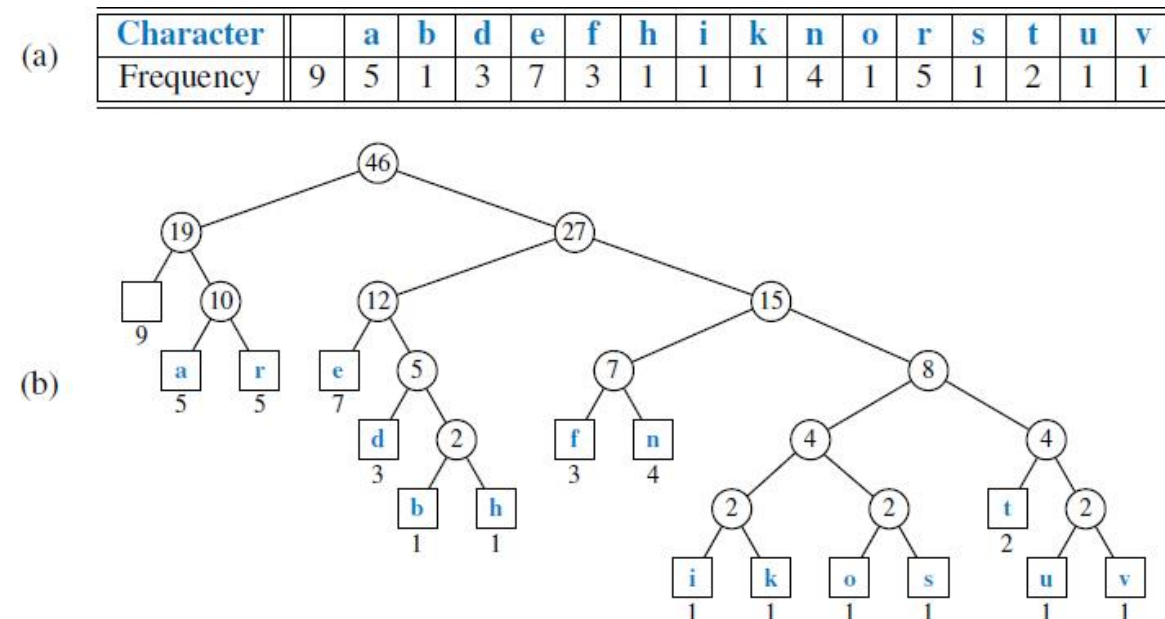 (a)
Character a b d e f h i k n o r s t u v
Frequency 9 5 1 3 7 3 1 1 1 4 1 5 1 2 1 1
(b)
46
19 27
10 12 15
9
a r e 5 7 8
5 5 7
d 2 f n 4 4
3 3 4
b h 2 2 t 2
1 1 2
i k o s u v
1 1 1 1 1 1